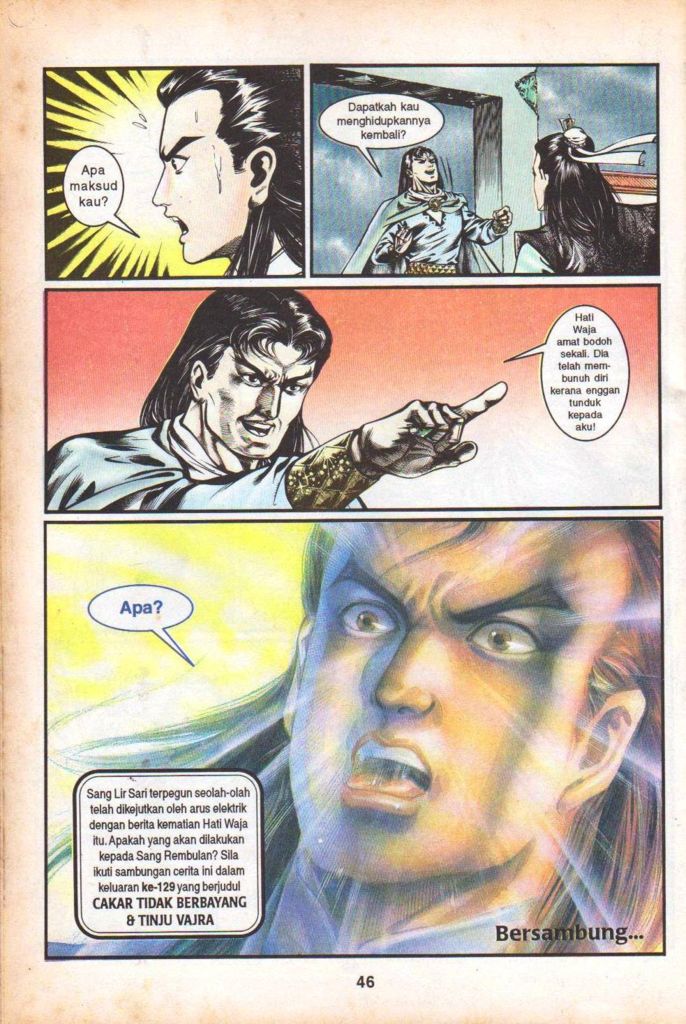 Apa
maksud
kau?
Dapatkah kau
menghidupkannya
kembali?
Hati
Waja
amat bodoh
sekali. Dia
telah mem-
bunuh diri
kerana enggan
tunduk
kepada
aku!
Apa?
Sang Lir Sari terpegun seolah-olah
telah dikejutkan oleh arus elektrik
dengan berita kematian Hati Waja
itu. Apakah yang akan dilakukan
kepada Sang Rembulan? Sila
ikuti sambungan cerita ini dalam
keluaran ke-129 yang berjudul
CAKAR TIDAK BERBAYANG
& TINJU VAJRA
Bersambung...
46